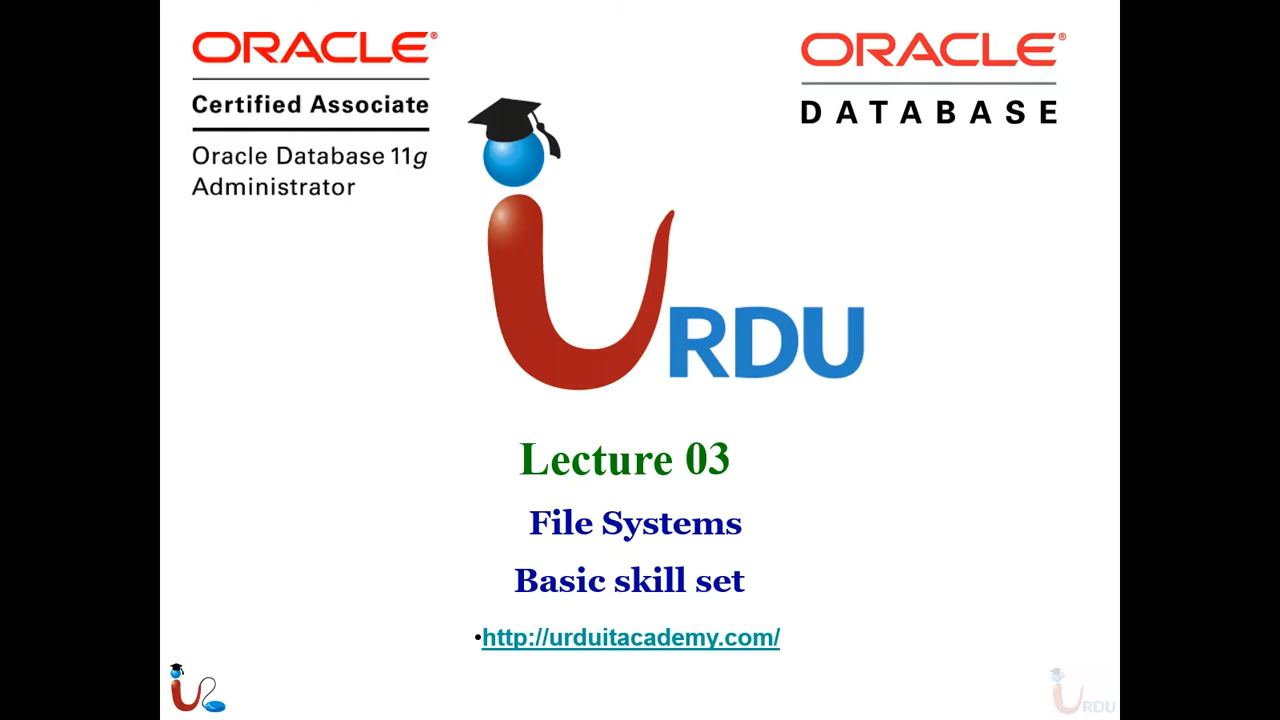 ORACLE®
Certified Associate
Oracle Database 11g
Administrator
ORACLE®
DATABASE
URDU
Lecture 03
File Systems
Basic skill set
•http://urduitacademy.com/
URDU